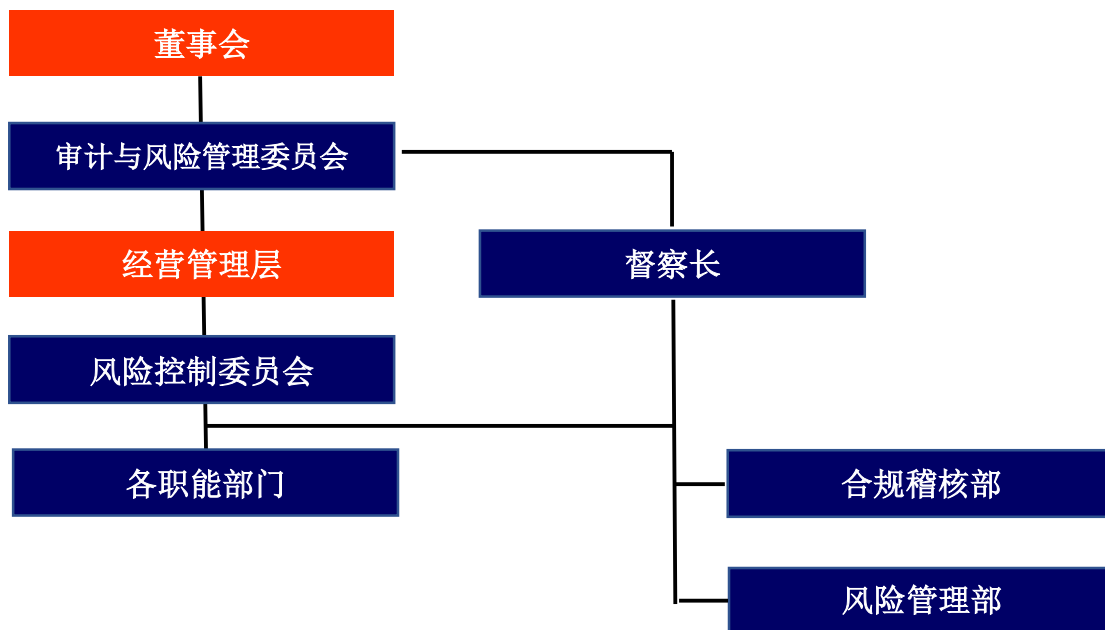 董事会
审计与风险管理委员会
经营管理层
督察长
风险控制委员会
各职能部门
合规稽核部
风险管理部